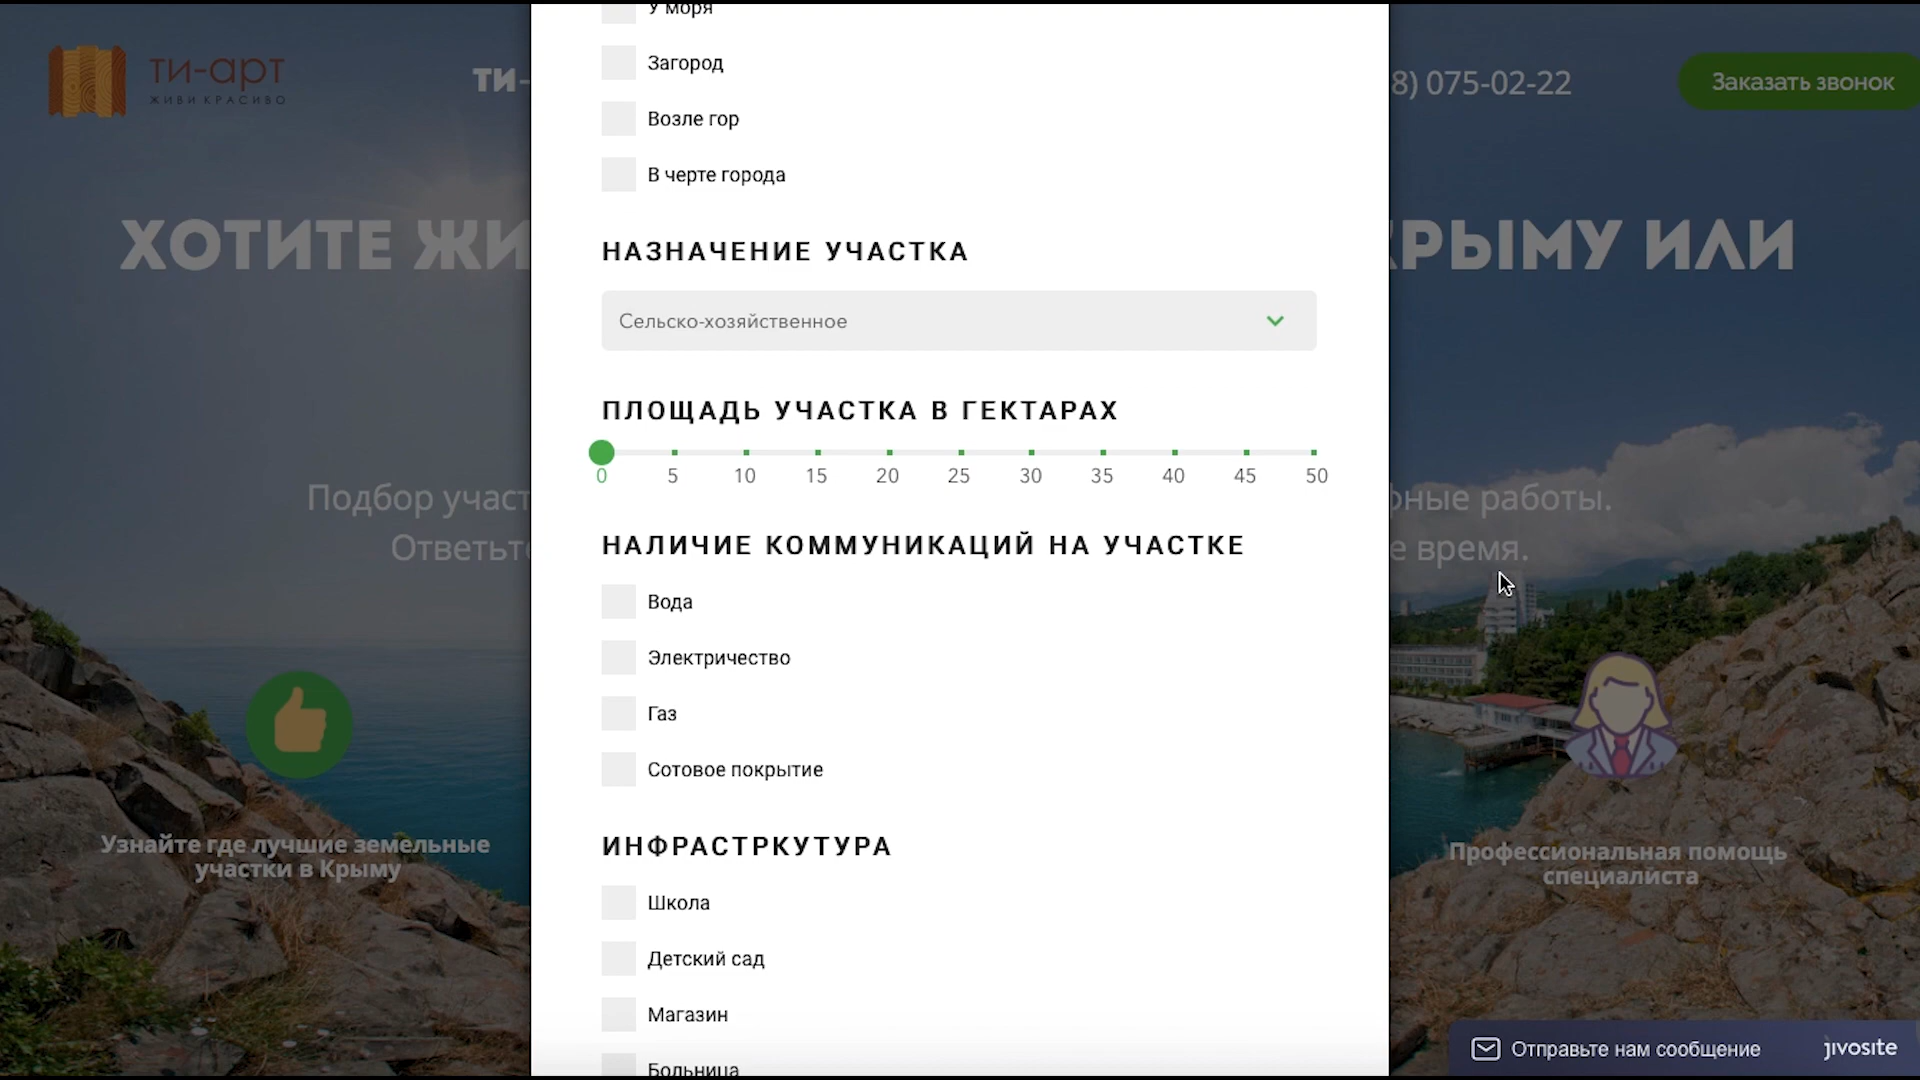 У моря
ти-арт
ЖИВИ КРАСИВО
ТИ-
Загород
8) 075-02-22
Заказать звонок
Возле гор
В черте города
ХОТИТЕ ЖИ
РЫМУ ИЛИ
НАЗНАЧЕНИЕ УЧАСТКА
Сельско-хозяйственное
ПЛОЩАДЬ УЧАСТКА В ГЕКТАРАХ
0 5 10 15 20 25 30 35 40 45 50
Подбор участ
ные работы.
Ответьт
е время.
НАЛИЧИЕ КОММУНИКАЦИЙ НА УЧАСТКЕ
Вода
Электричество
Газ
Сотовое покрытие
Узнайте где лучшие земельные
участки в Крыму
Профессиональная помощь
специалиста
ИНФРАСТРКУТУРА
Школа
Детский сад
Магазин
Больница
Отправьте нам сообщение
jivosite